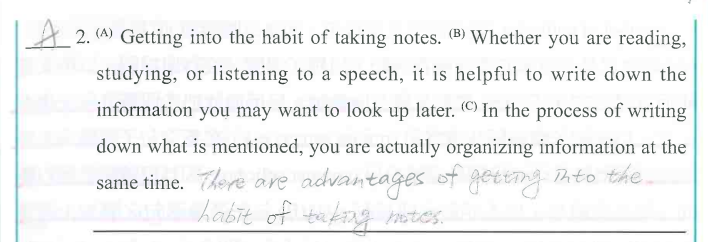 A 2. (A) Getting into the habit of taking notes. (B) Whether you are reading,
studying, or listening to a speech, it is helpful to write down the
information you may want to look up later. (C) In the process of writing
down what is mentioned, you are actually organizing information at the
same time. There are advantages of getting into the
habit of taking notes.